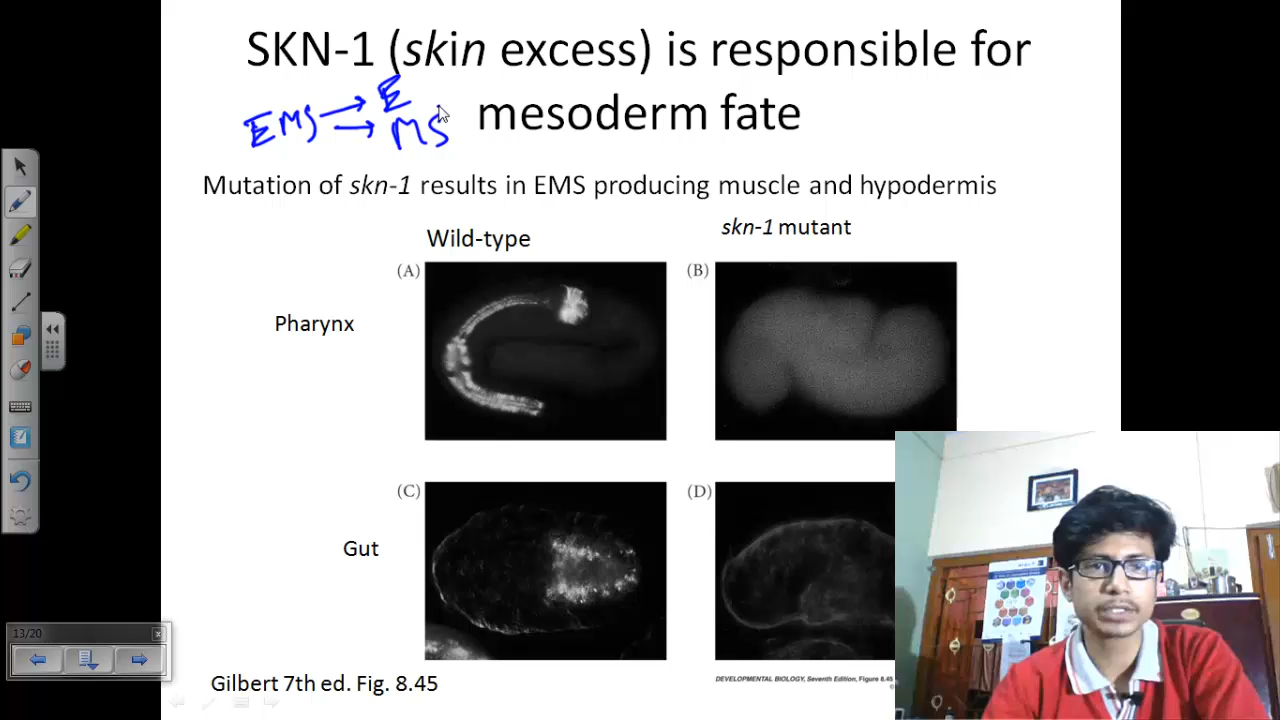 SKN-1 (skin excess) is responsible for
mesoderm fate
EMS → E
→ MS
Mutation of skn-1 results in EMS producing muscle and hypodermis
Wild-type
skn-1 mutant
(A)
(B)
Pharynx
(C)
(D)
Gut
13/20
Gilbert 7th ed. Fig. 8.45
DEVELOPMENTAL BIOLOGY, Seventh Edition, Figure 8.45